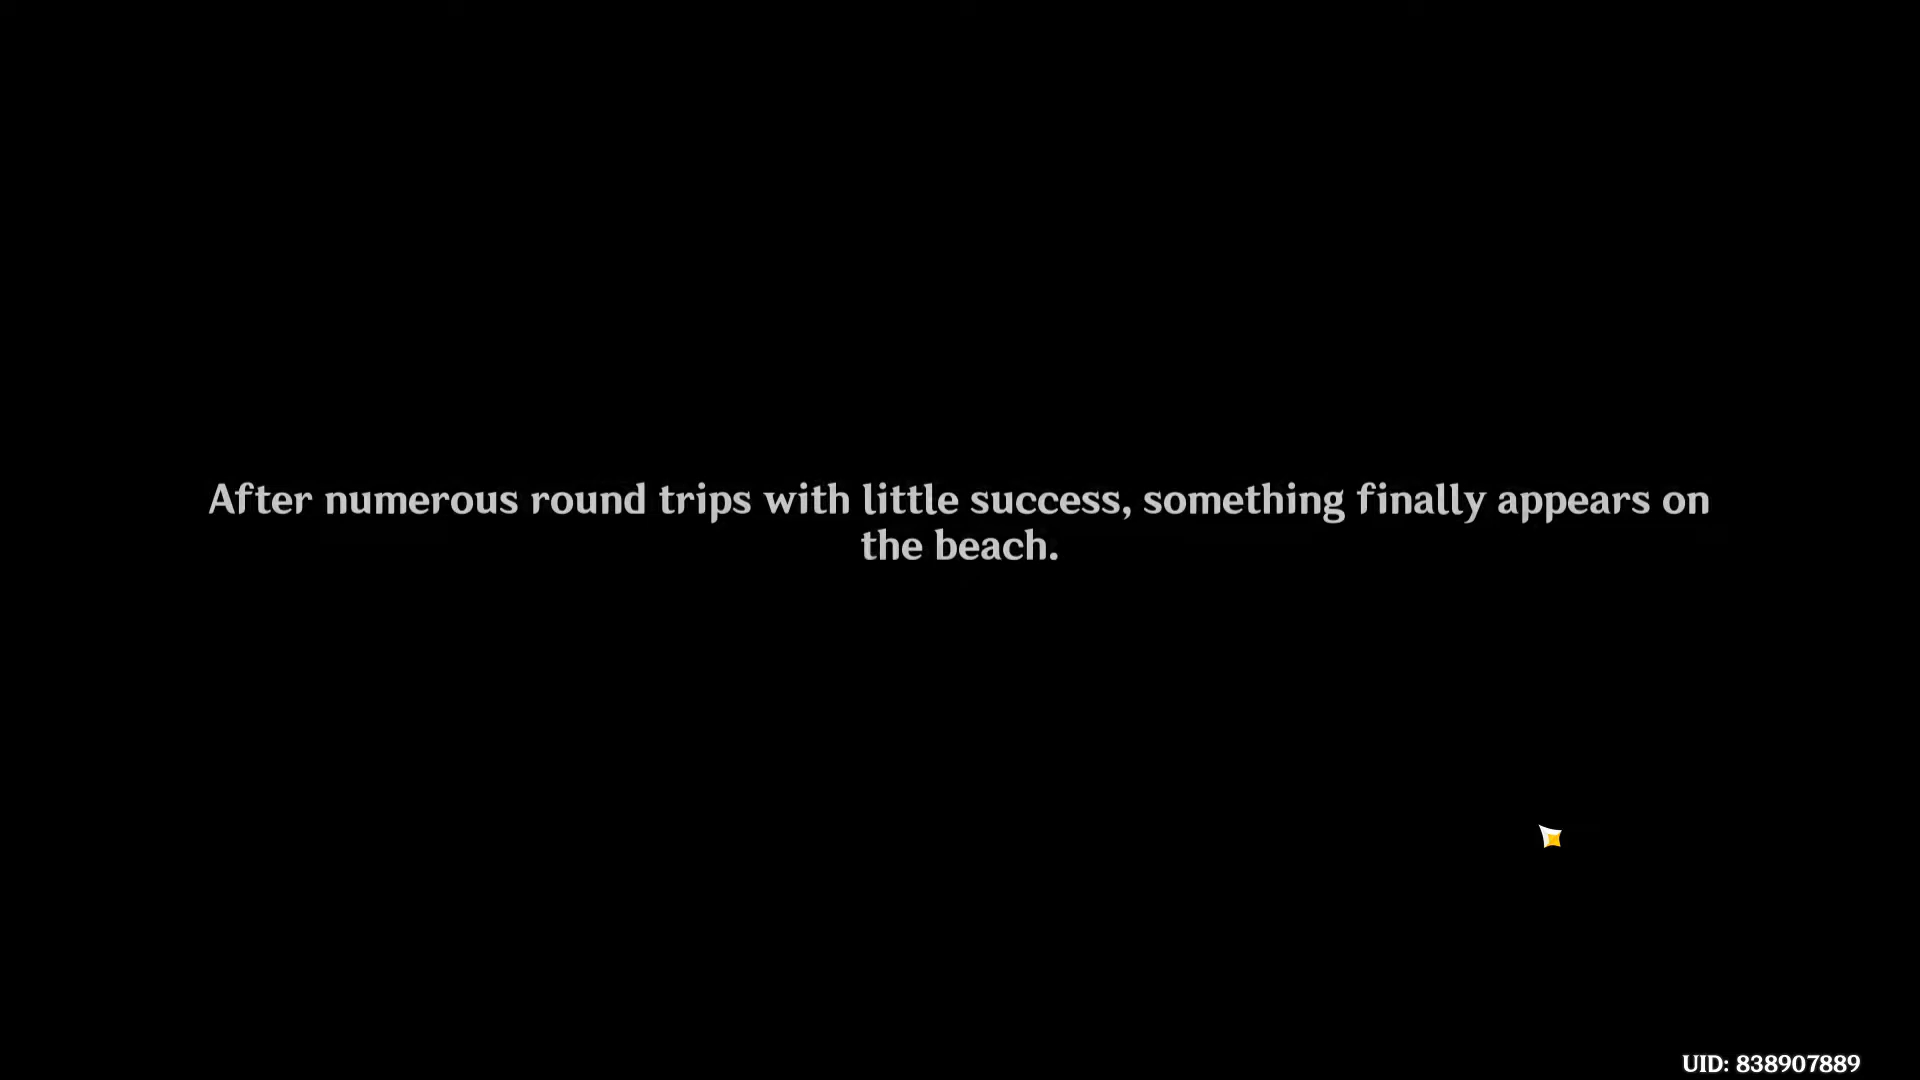 After numerous round trips with little success, something finally appears on
the beach.
UID: 838907889